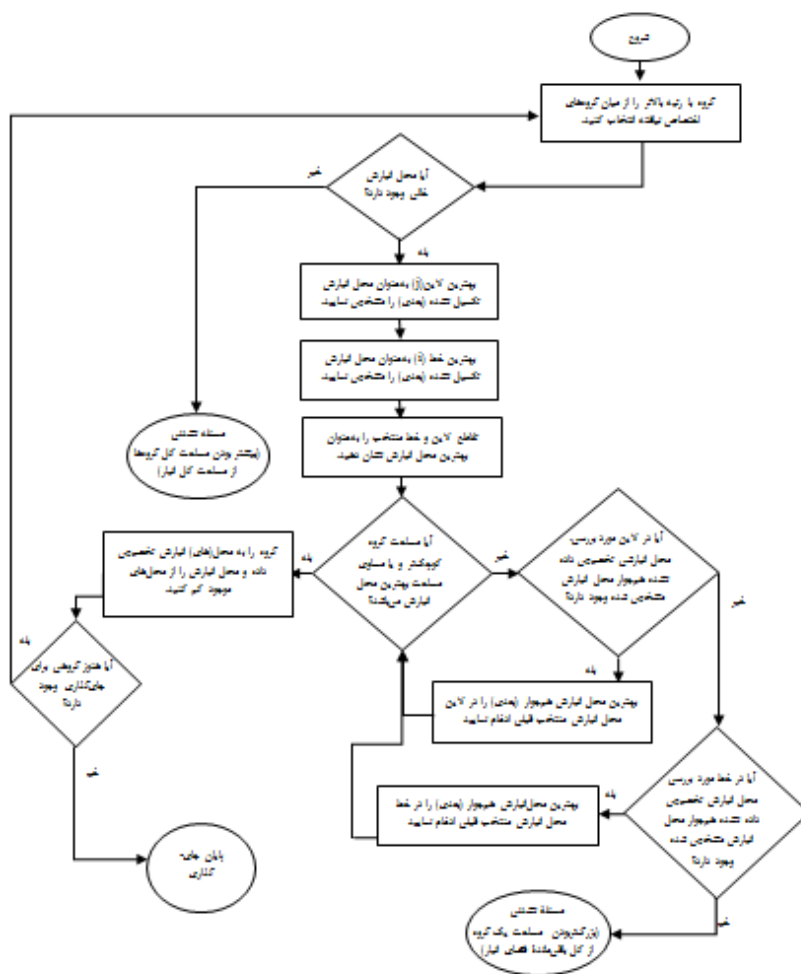 شروع
گروه با رتبه بالاتر را از میان گروه‌های
اختصاص نیافته انتخاب کنید.
آیا محل انبارش
خالی وجود دارد؟
خیر
بله
بهترین لاین(j) به‌عنوان محل انبارش
تکمیل نشده (بعدی) را مشخص نمایید.
بهترین خط (i) به‌عنوان محل انبارش
تکمیل نشده (بعدی) را مشخص نمایید.
تقاطع لاین و خط منتخب را به‌عنوان
بهترین محل انبارش نشان دهید.
مسئله نشدنی
(بیشتر بودن مساحت کل گروه‌ها
از مساحت کل انبار)
آیا مساحت گروه
کوچکتر و یا مساوی
مساحت بهترین محل
انبارش می‌باشد؟
بله
خیر
گروه را به محل(های) انبارش تخصیص
داده و محل انبارش را از محل‌های
موجود کم کنید.
آیا در لاین مورد بررسی،
محل انبارش تخصیص داده
نشده همجوار محل انبارش
مشخص شده وجود دارد؟
خیر
بله
آیا هنوز گروهی برای
جای‌گذاری وجود
دارد؟
بله
خیر
بهترین محل انبارش همجوار (بعدی) را در لاین
محل انبارش منتخب قبلی ادغام نمایید
آیا در خط مورد بررسی
محل انبارش تخصیص
داده نشده همجوار محل
انبارش مشخص شده
وجود دارد؟
بله
خیر
بهترین محل‌انبارش همجوار (بعدی) را در خط
محل انبارش منتخب قبلی ادغام نمایید
پایان جای-
گذاری
مسئلۀ نشدنی
(بزرگتربودن مساحت یک گروه
از کل باقی‌ماندۀ فضای انبار)